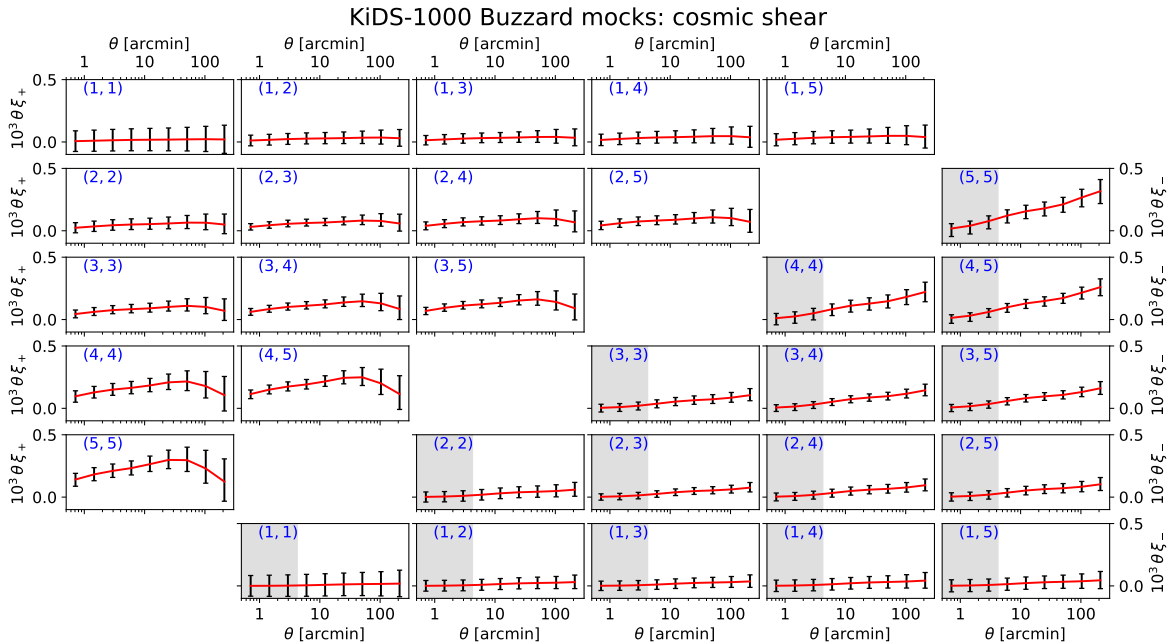 KiDS-1000 Buzzard mocks: cosmic shear
θ [arcmin] θ [arcmin] θ [arcmin] θ [arcmin] θ [arcmin]
1 10 100 1 10 100 1 10 100 1 10 100 1 10 100
0.5 (1, 1) (1, 2) (1, 3) (1, 4) (1, 5)
10³ θ ξ₊
0.0
0.5 (2, 2) (2, 3) (2, 4) (2, 5) (5, 5) 0.5
10³ θ ξ₊ 10³ θ ξ₋
0.0 0.0
0.5 (3, 3) (3, 4) (3, 5) (4, 4) (4, 5) 0.5
10³ θ ξ₊ 10³ θ ξ₋
0.0 0.0
0.5 (4, 4) (4, 5) (3, 3) (3, 4) (3, 5) 0.5
10³ θ ξ₊ 10³ θ ξ₋
0.0 0.0
0.5 (5, 5) (2, 2) (2, 3) (2, 4) (2, 5) 0.5
10³ θ ξ₊ 10³ θ ξ₋
0.0 0.0
(1, 1) (1, 2) (1, 3) (1, 4) (1, 5) 0.5
10³ θ ξ₋
0.0
1 10 100 1 10 100 1 10 100 1 10 100 1 10 100
θ [arcmin] θ [arcmin] θ [arcmin] θ [arcmin] θ [arcmin]